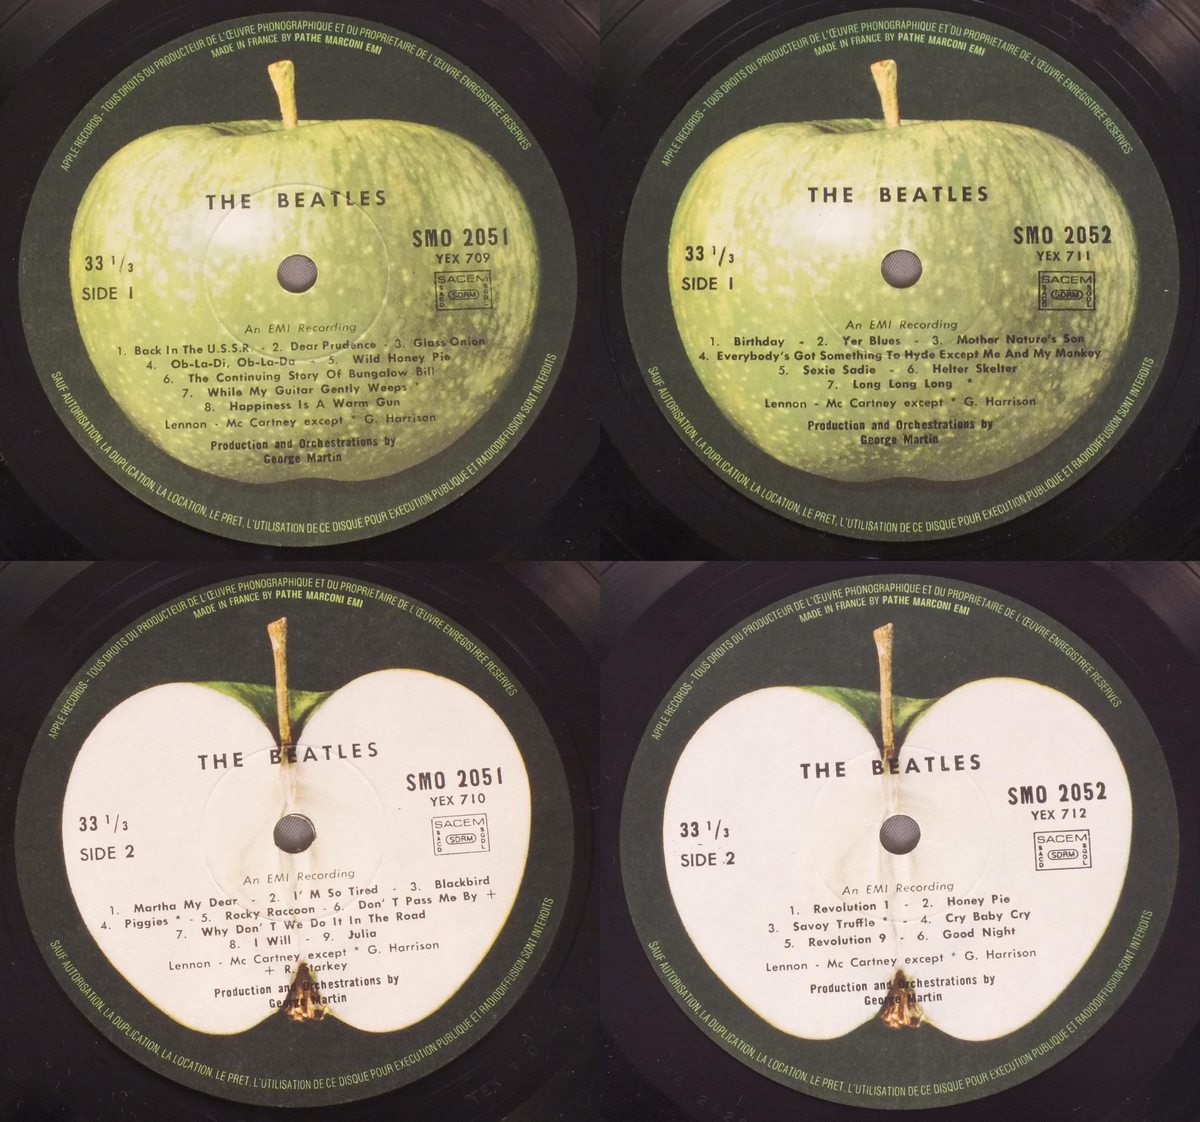 APPLE RECORDS - TOUS DROITS DU PRODUCTEUR DE L'ŒUVRE PHONOGRAPHIQUE ET DU PROPRIETAIRE DE L'ŒUVRE ENREGISTREE RESERVES
MADE IN FRANCE BY PATHE MARCONI EMI
THE BEATLES
SMO 2051
YEX 709
33 1/3
SIDE 1
SACEM
SACD
SDRM
SGDL
An EMI Recording
1. Back In The U.S.S.R. - 2. Dear Prudence - 3. Glass Onion
4. Ob-La-Di, Ob-La-Da - 5. Wild Honey Pie
6. The Continuing Story Of Bungalow Bill
7. While My Guitar Gently Weeps *
8. Happiness Is A Warm Gun
Lennon - Mc Cartney except * G. Harrison
Production and Orchestrations by
George Martin
SAUF AUTORISATION, LA DUPLICATION, LA LOCATION, LE PRET, L'UTILISATION DE CE DISQUE POUR EXECUTION PUBLIQUE ET RADIODIFFUSION SONT INTERDITS
APPLE RECORDS - TOUS DROITS DU PRODUCTEUR DE L'ŒUVRE PHONOGRAPHIQUE ET DU PROPRIETAIRE DE L'ŒUVRE ENREGISTREE RESERVES
MADE IN FRANCE BY PATHE MARCONI EMI
THE BEATLES
SMO 2052
YEX 711
33 1/3
SIDE 1
SACEM
SACD
SDRM
SGDL
An EMI Recording
1. Birthday - 2. Yer Blues - 3. Mother Nature's Son
4. Everybody's Got Something To Hyde Except Me And My Monkey
5. Sexie Sadie - 6. Helter Skelter
7. Long Long Long *
Lennon - Mc Cartney except * G. Harrison
Production and Orchestrations by
George Martin
SAUF AUTORISATION, LA DUPLICATION, LA LOCATION, LE PRET, L'UTILISATION DE CE DISQUE POUR EXECUTION PUBLIQUE ET RADIODIFFUSION SONT INTERDITS
APPLE RECORDS - TOUS DROITS DU PRODUCTEUR DE L'ŒUVRE PHONOGRAPHIQUE ET DU PROPRIETAIRE DE L'ŒUVRE ENREGISTREE RESERVES
MADE IN FRANCE BY PATHE MARCONI EMI
THE BEATLES
SMO 2051
YEX 710
33 1/3
SIDE 2
SACEM
SACD
SDRM
SGDL
An EMI Recording
1. Martha My Dear - 2. I' M So Tired - 3. Blackbird
4. Piggies * - 5. Rocky Raccoon - 6. Don' T Pass Me By +
7. Why Don' T We Do It In The Road
8. I Will - 9. Julia
Lennon - Mc Cartney except * G. Harrison
+ R. Starkey
Production and Orchestrations by
George Martin
SAUF AUTORISATION, LA DUPLICATION, LA LOCATION, LE PRET, L'UTILISATION DE CE DISQUE POUR EXECUTION PUBLIQUE ET RADIODIFFUSION SONT INTERDITS
APPLE RECORDS - TOUS DROITS DU PRODUCTEUR DE L'ŒUVRE PHONOGRAPHIQUE ET DU PROPRIETAIRE DE L'ŒUVRE ENREGISTREE RESERVES
MADE IN FRANCE BY PATHE MARCONI EMI
THE BEATLES
SMO 2052
YEX 712
33 1/3
SIDE 2
SACEM
SACD
SDRM
SGDL
An EMI Recording
1. Revolution 1 - 2. Honey Pie
3. Savoy Truffle * - 4. Cry Baby Cry
5. Revolution 9 - 6. Good Night
Lennon - Mc Cartney except * G. Harrison
Production and Orchestrations by
George Martin
SAUF AUTORISATION, LA DUPLICATION, LA LOCATION, LE PRET, L'UTILISATION DE CE DISQUE POUR EXECUTION PUBLIQUE ET RADIODIFFUSION SONT INTERDITS